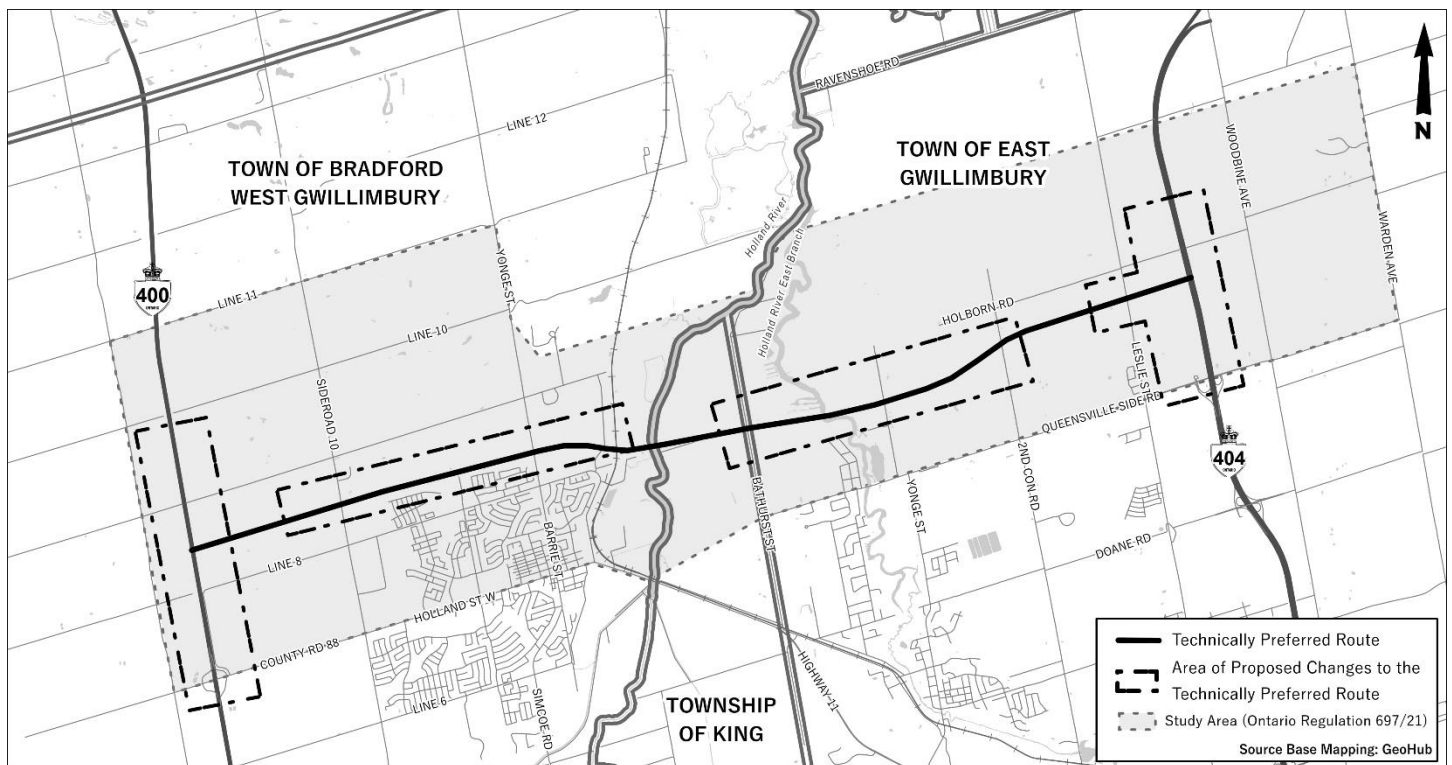 RAVENSHOE RD
LINE 12
TOWN OF BRADFORD
WEST GWILLIMBURY
TOWN OF EAST
GWILLIMBURY
N
WOODBINE AVE
WARDEN AVE
Holland River
Holland River East Branch
YONGE ST
400
LINE 11
LINE 10
HOLBORN RD
SIDEROAD 10
LESLIE ST
QUEENSVILLE SIDE RD
404
2ND CON RD
BATHURST ST
YONGE ST
BARRIE ST
LINE 8
HOLLAND ST W
COUNTY RD 88
DOANE RD
LINE 6
SIMCOE RD
HIGHWAY 11
TOWNSHIP
OF KING
Technically Preferred Route
Area of Proposed Changes to the
Technically Preferred Route
Study Area (Ontario Regulation 697/21)
Source Base Mapping: GeoHub